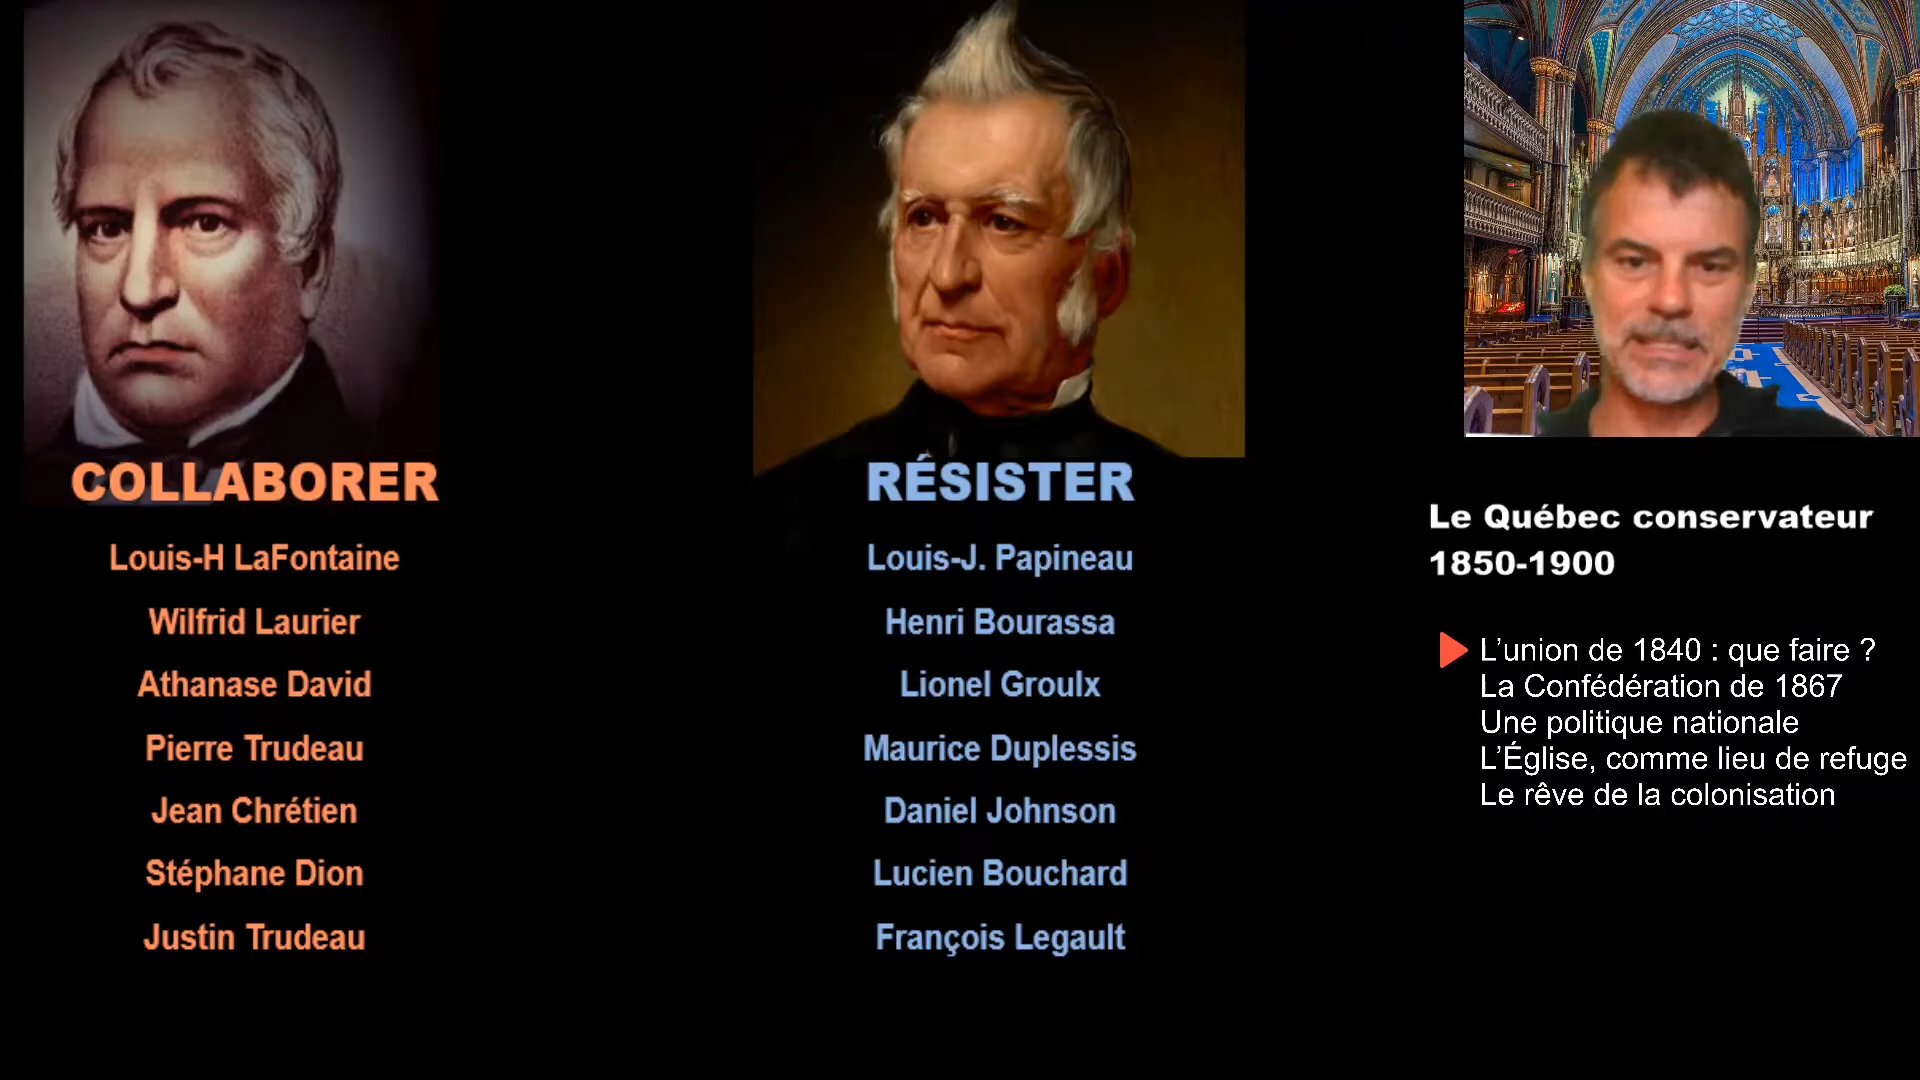 COLLABORER
Louis-H LaFontaine
Wilfrid Laurier
Athanase David
Pierre Trudeau
Jean Chrétien
Stéphane Dion
Justin Trudeau
RÉSISTER
Louis-J. Papineau
Henri Bourassa
Lionel Groulx
Maurice Duplessis
Daniel Johnson
Lucien Bouchard
François Legault
Le Québec conservateur
1850-1900
L’union de 1840 : que faire ?
La Confédération de 1867
Une politique nationale
L’Église, comme lieu de refuge
Le rêve de la colonisation